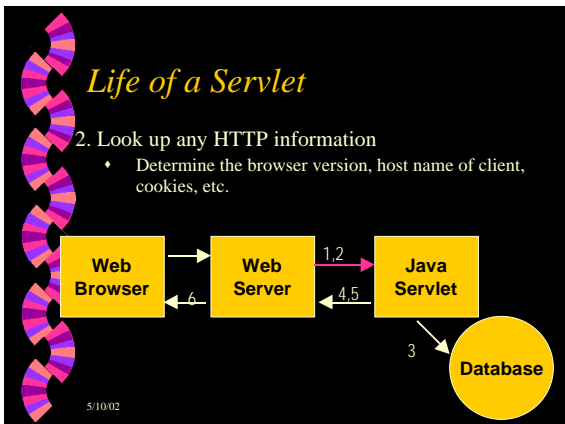 Life of a Servlet
2. Look up any HTTP information
♦ Determine the browser version, host name of client,
cookies, etc.
Web
Browser
6
Web
Server
1,2
4,5
Java
Servlet
3
Database
5/10/02